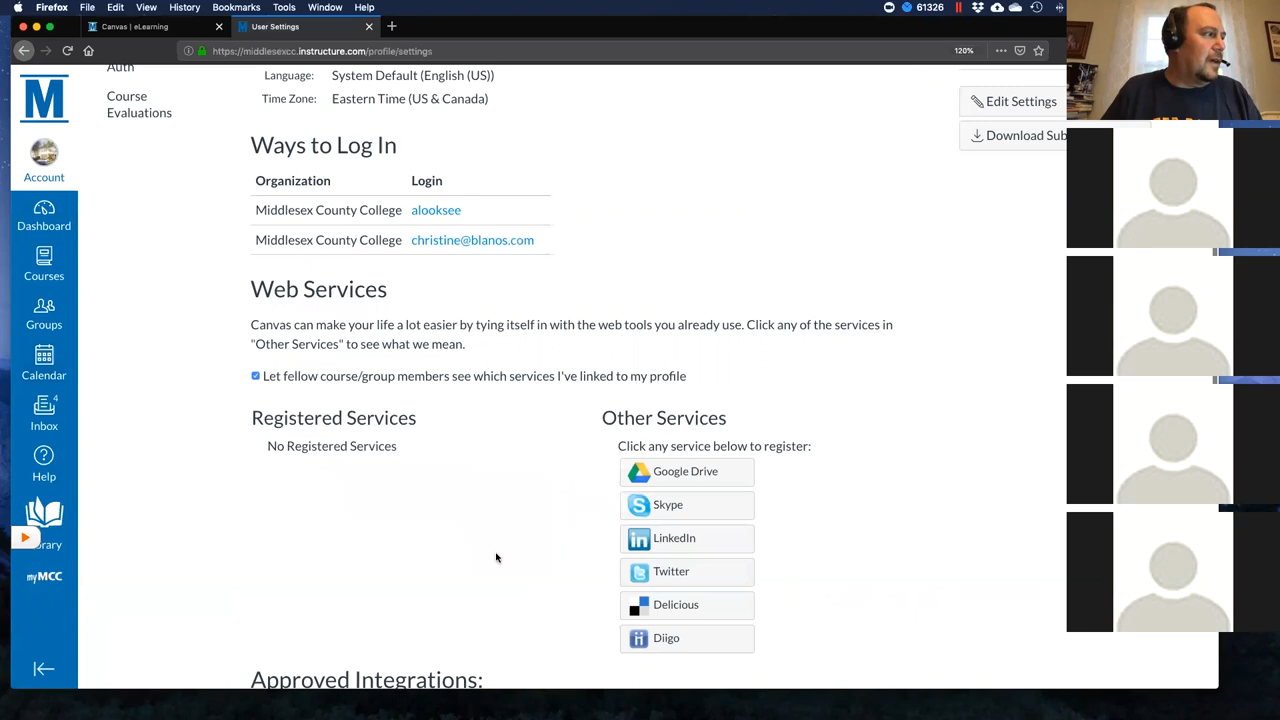 Firefox File Edit View History Bookmarks Tools Window Help 61326
Canvas | eLearning User Settings
https://middlesexcc.instructure.com/profile/settings 120%
M
Account
Dashboard
Courses
Groups
Calendar
4
Inbox
Help
brary
myMCC
Auth
Course
Evaluations
Language: System Default (English (US))
Time Zone: Eastern Time (US & Canada)
Edit Settings
Download Sub
Ways to Log In
Organization Login
Middlesex County College alooksee
Middlesex County College christine@blanos.com
Web Services
Canvas can make your life a lot easier by tying itself in with the web tools you already use. Click any of the services in
"Other Services" to see what we mean.
Let fellow course/group members see which services I've linked to my profile
Registered Services
No Registered Services
Other Services
Click any service below to register:
Google Drive
Skype
LinkedIn
Twitter
Delicious
Diigo
Approved Integrations: